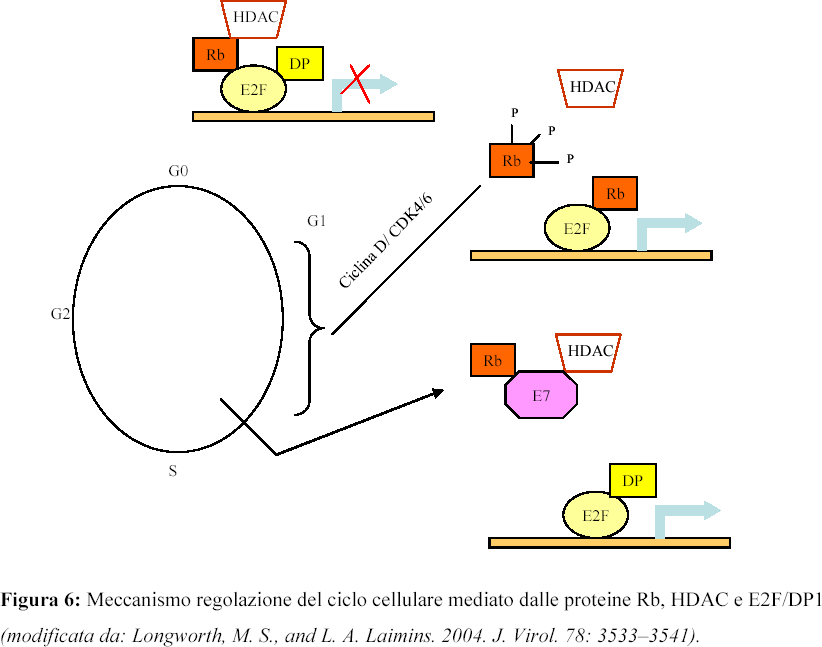 HDAC
Rb
DP
E2F
HDAC
P
P
Rb
P
G0
Rb
G1
Ciclina D/ CDK4/6
E2F
G2
HDAC
Rb
E7
S
DP
E2F
Figura 6: Meccanismo regolazione del ciclo cellulare mediato dalle proteine Rb, HDAC e E2F/DP1
(modificata da: Longworth, M. S., and L. A. Laimins. 2004. J. Virol. 78: 3533–3541).